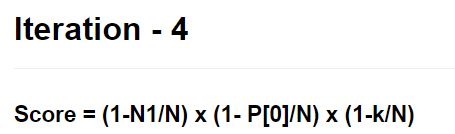 Iteration - 4
Score = (1-N1/N) x (1- P[0]/N) x (1-k/N)